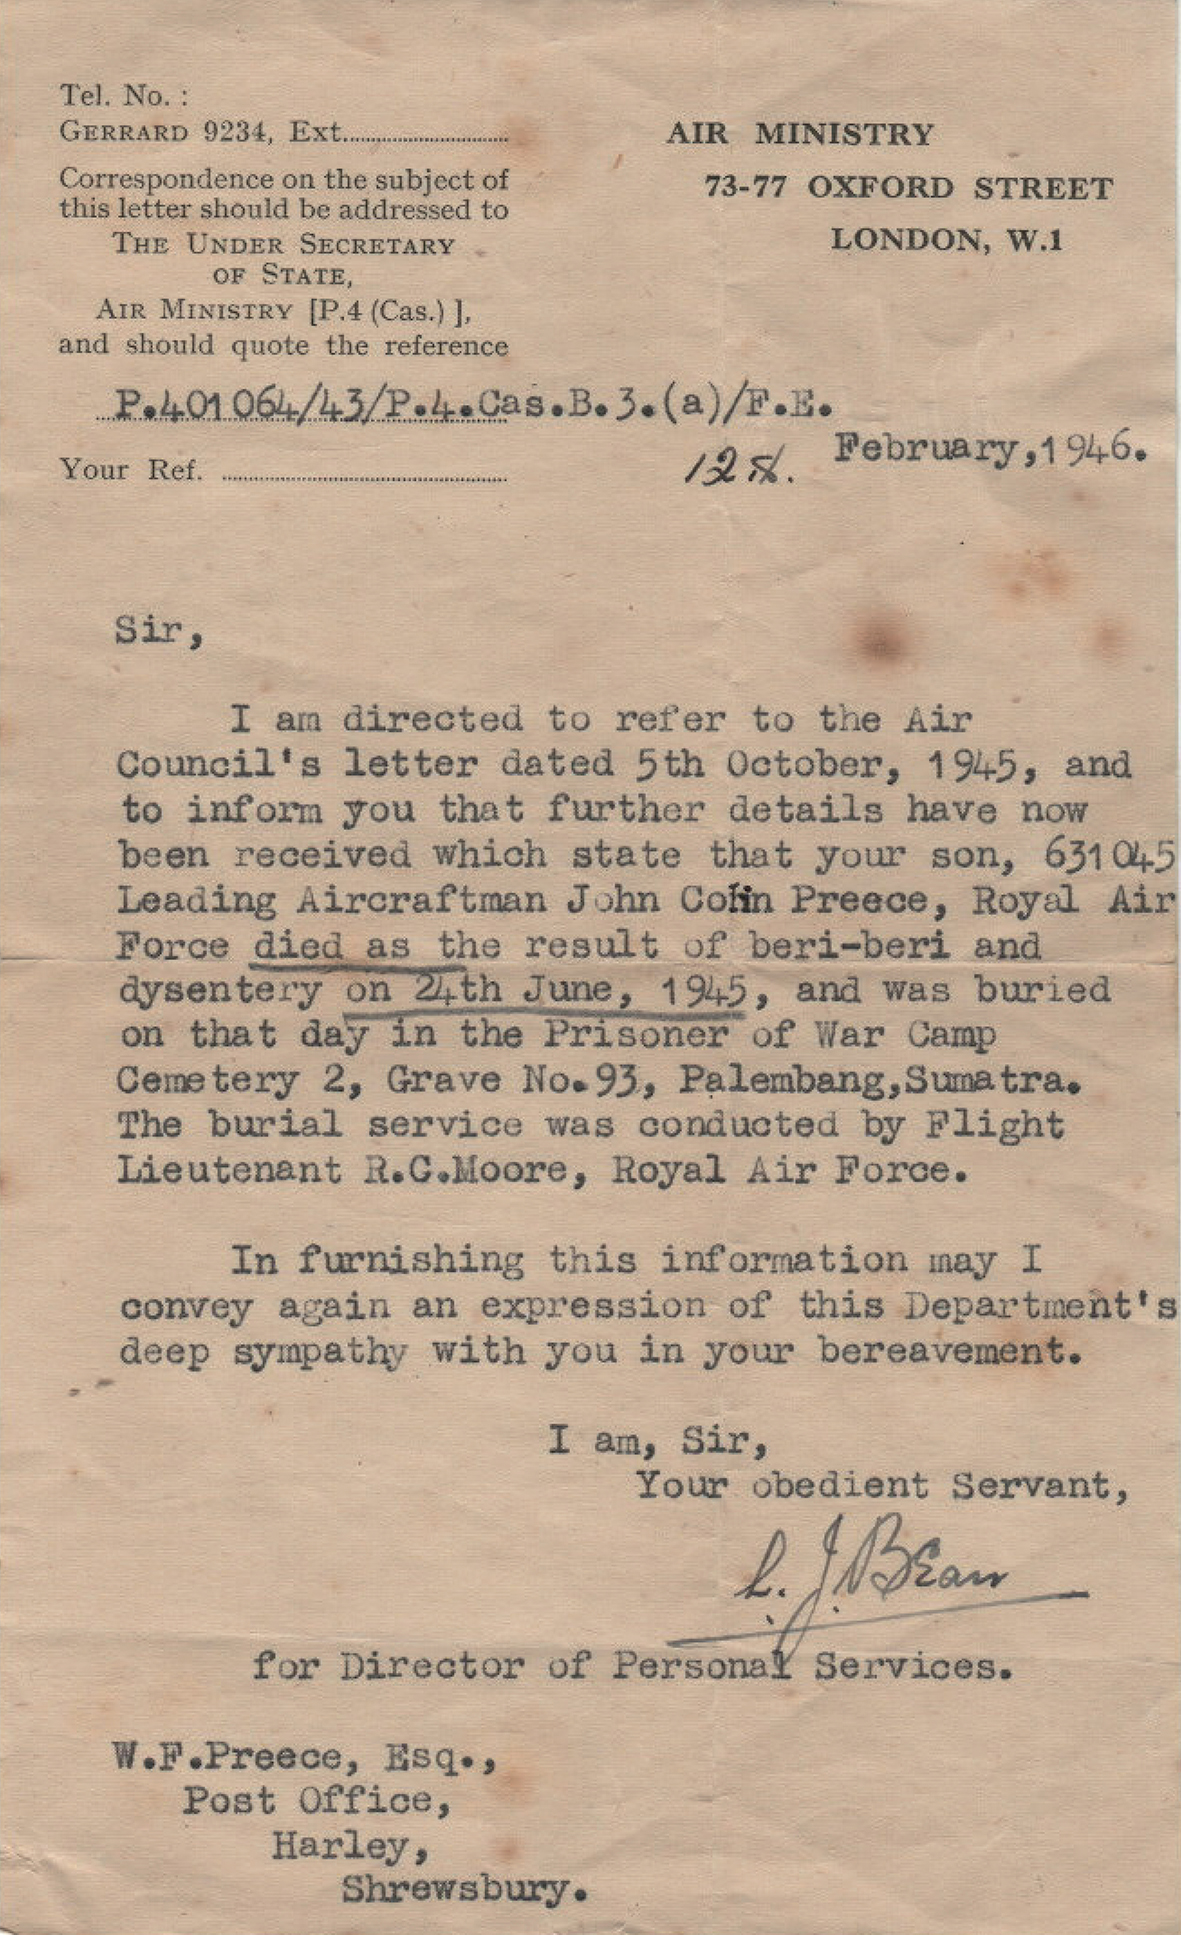 Tel. No. :
GERRARD 9234, Ext.
Correspondence on the subject of
this letter should be addressed to
THE UNDER SECRETARY
OF STATE,
AIR MINISTRY [P.4 (Cas.) ],
and should quote the reference
P.401064/43/P.4.Cas.B.3.(a)/F.E.
Your Ref.
AIR MINISTRY
73-77 OXFORD STREET
LONDON, W.1
12th. February,1946.
Sir,
I am directed to refer to the Air
Council's letter dated 5th October, 1945, and
to inform you that further details have now
been received which state that your son, 631045
Leading Aircraftman John Colin Preece, Royal Air
Force died as the result of beri-beri and
dysentery on 24th June, 1945, and was buried
on that day in the Prisoner of War Camp
Cemetery 2, Grave No.93, Palembang,Sumatra.
The burial service was conducted by Flight
Lieutenant R.C.Moore, Royal Air Force.
In furnishing this information may I
convey again an expression of this Department's
deep sympathy with you in your bereavement.
I am, Sir,
Your obedient Servant,
L. J. Bean
for Director of Personal Services.
W.F.Preece, Esq.,
Post Office,
Harley,
Shrewsbury.